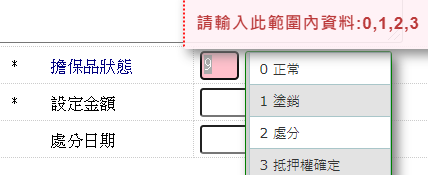 請輸入此範圍內資料:0,1,2,3
* 擔保品狀態 9
0 正常
* 設定金額
1 塗銷
處分日期
2 處分
3 抵押權確定